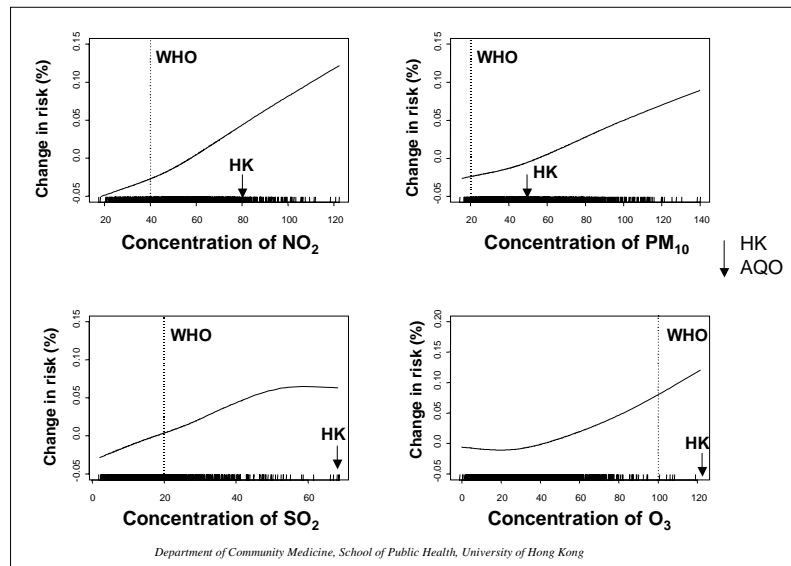 Change in risk (%)
0.15
0.10
0.05
0.0
-0.05
WHO
HK
20 40 60 80 100 120
Concentration of NO₂
Change in risk (%)
0.15
0.10
0.05
0.0
-0.05
WHO
HK
20 40 60 80 100 120 140
Concentration of PM₁₀
HK
AQO
Change in risk (%)
0.15
0.10
0.05
0.0
-0.05
WHO
HK
0 20 40 60
Concentration of SO₂
Change in risk (%)
0.20
0.15
0.10
0.05
0.0
-0.05
WHO
HK
0 20 40 60 80 100 120
Concentration of O₃
Department of Community Medicine, School of Public Health, University of Hong Kong